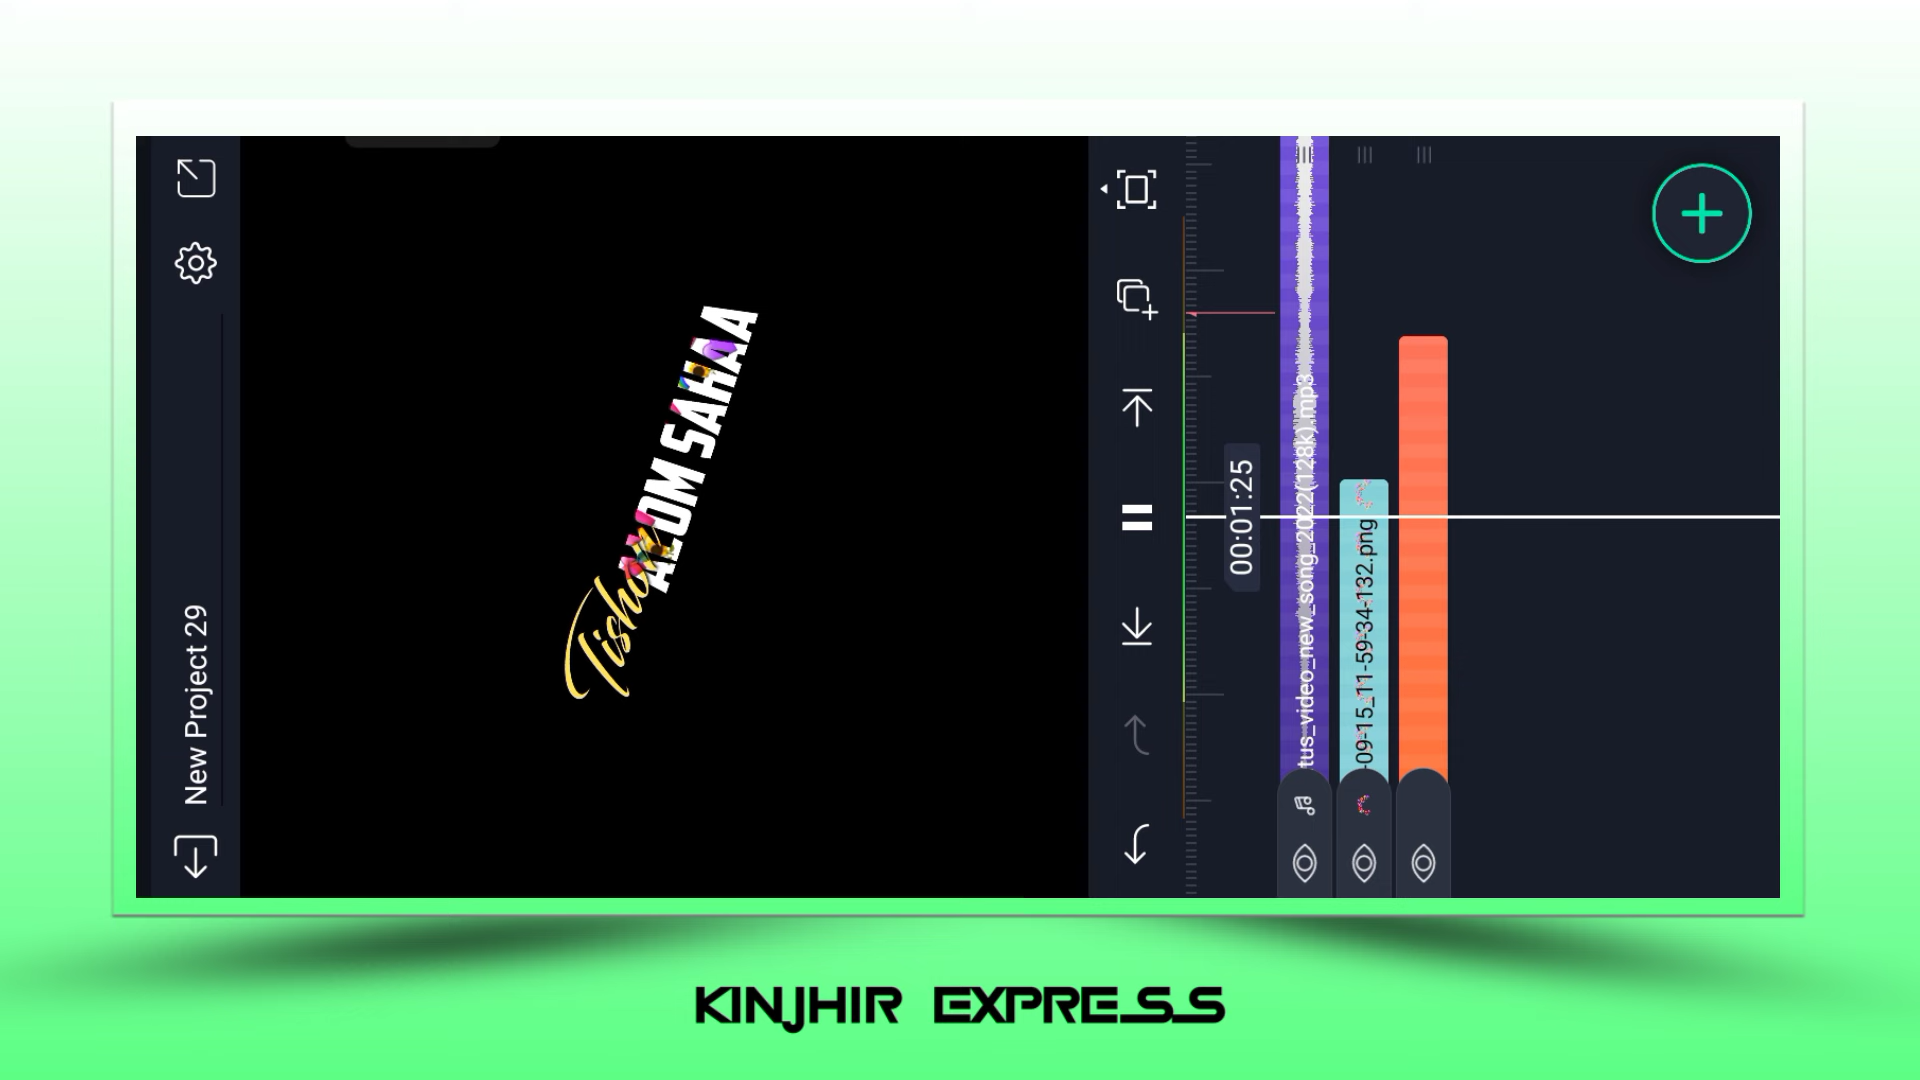 New Project 29
Tishan
ALOM SAHAA
00:01:25
tus_video_new_song_2022(128k).mp3
-09-15_11-59-34-132.png
KINJHIR EXPRESS